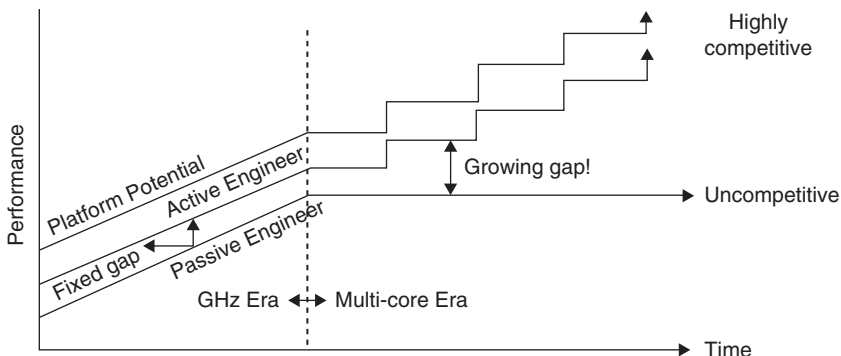 Highly
competitive
Performance
Platform Potential
Active Engineer
Growing gap!
Fixed gap
Passive Engineer
Uncompetitive
GHz Era
Multi-core Era
Time